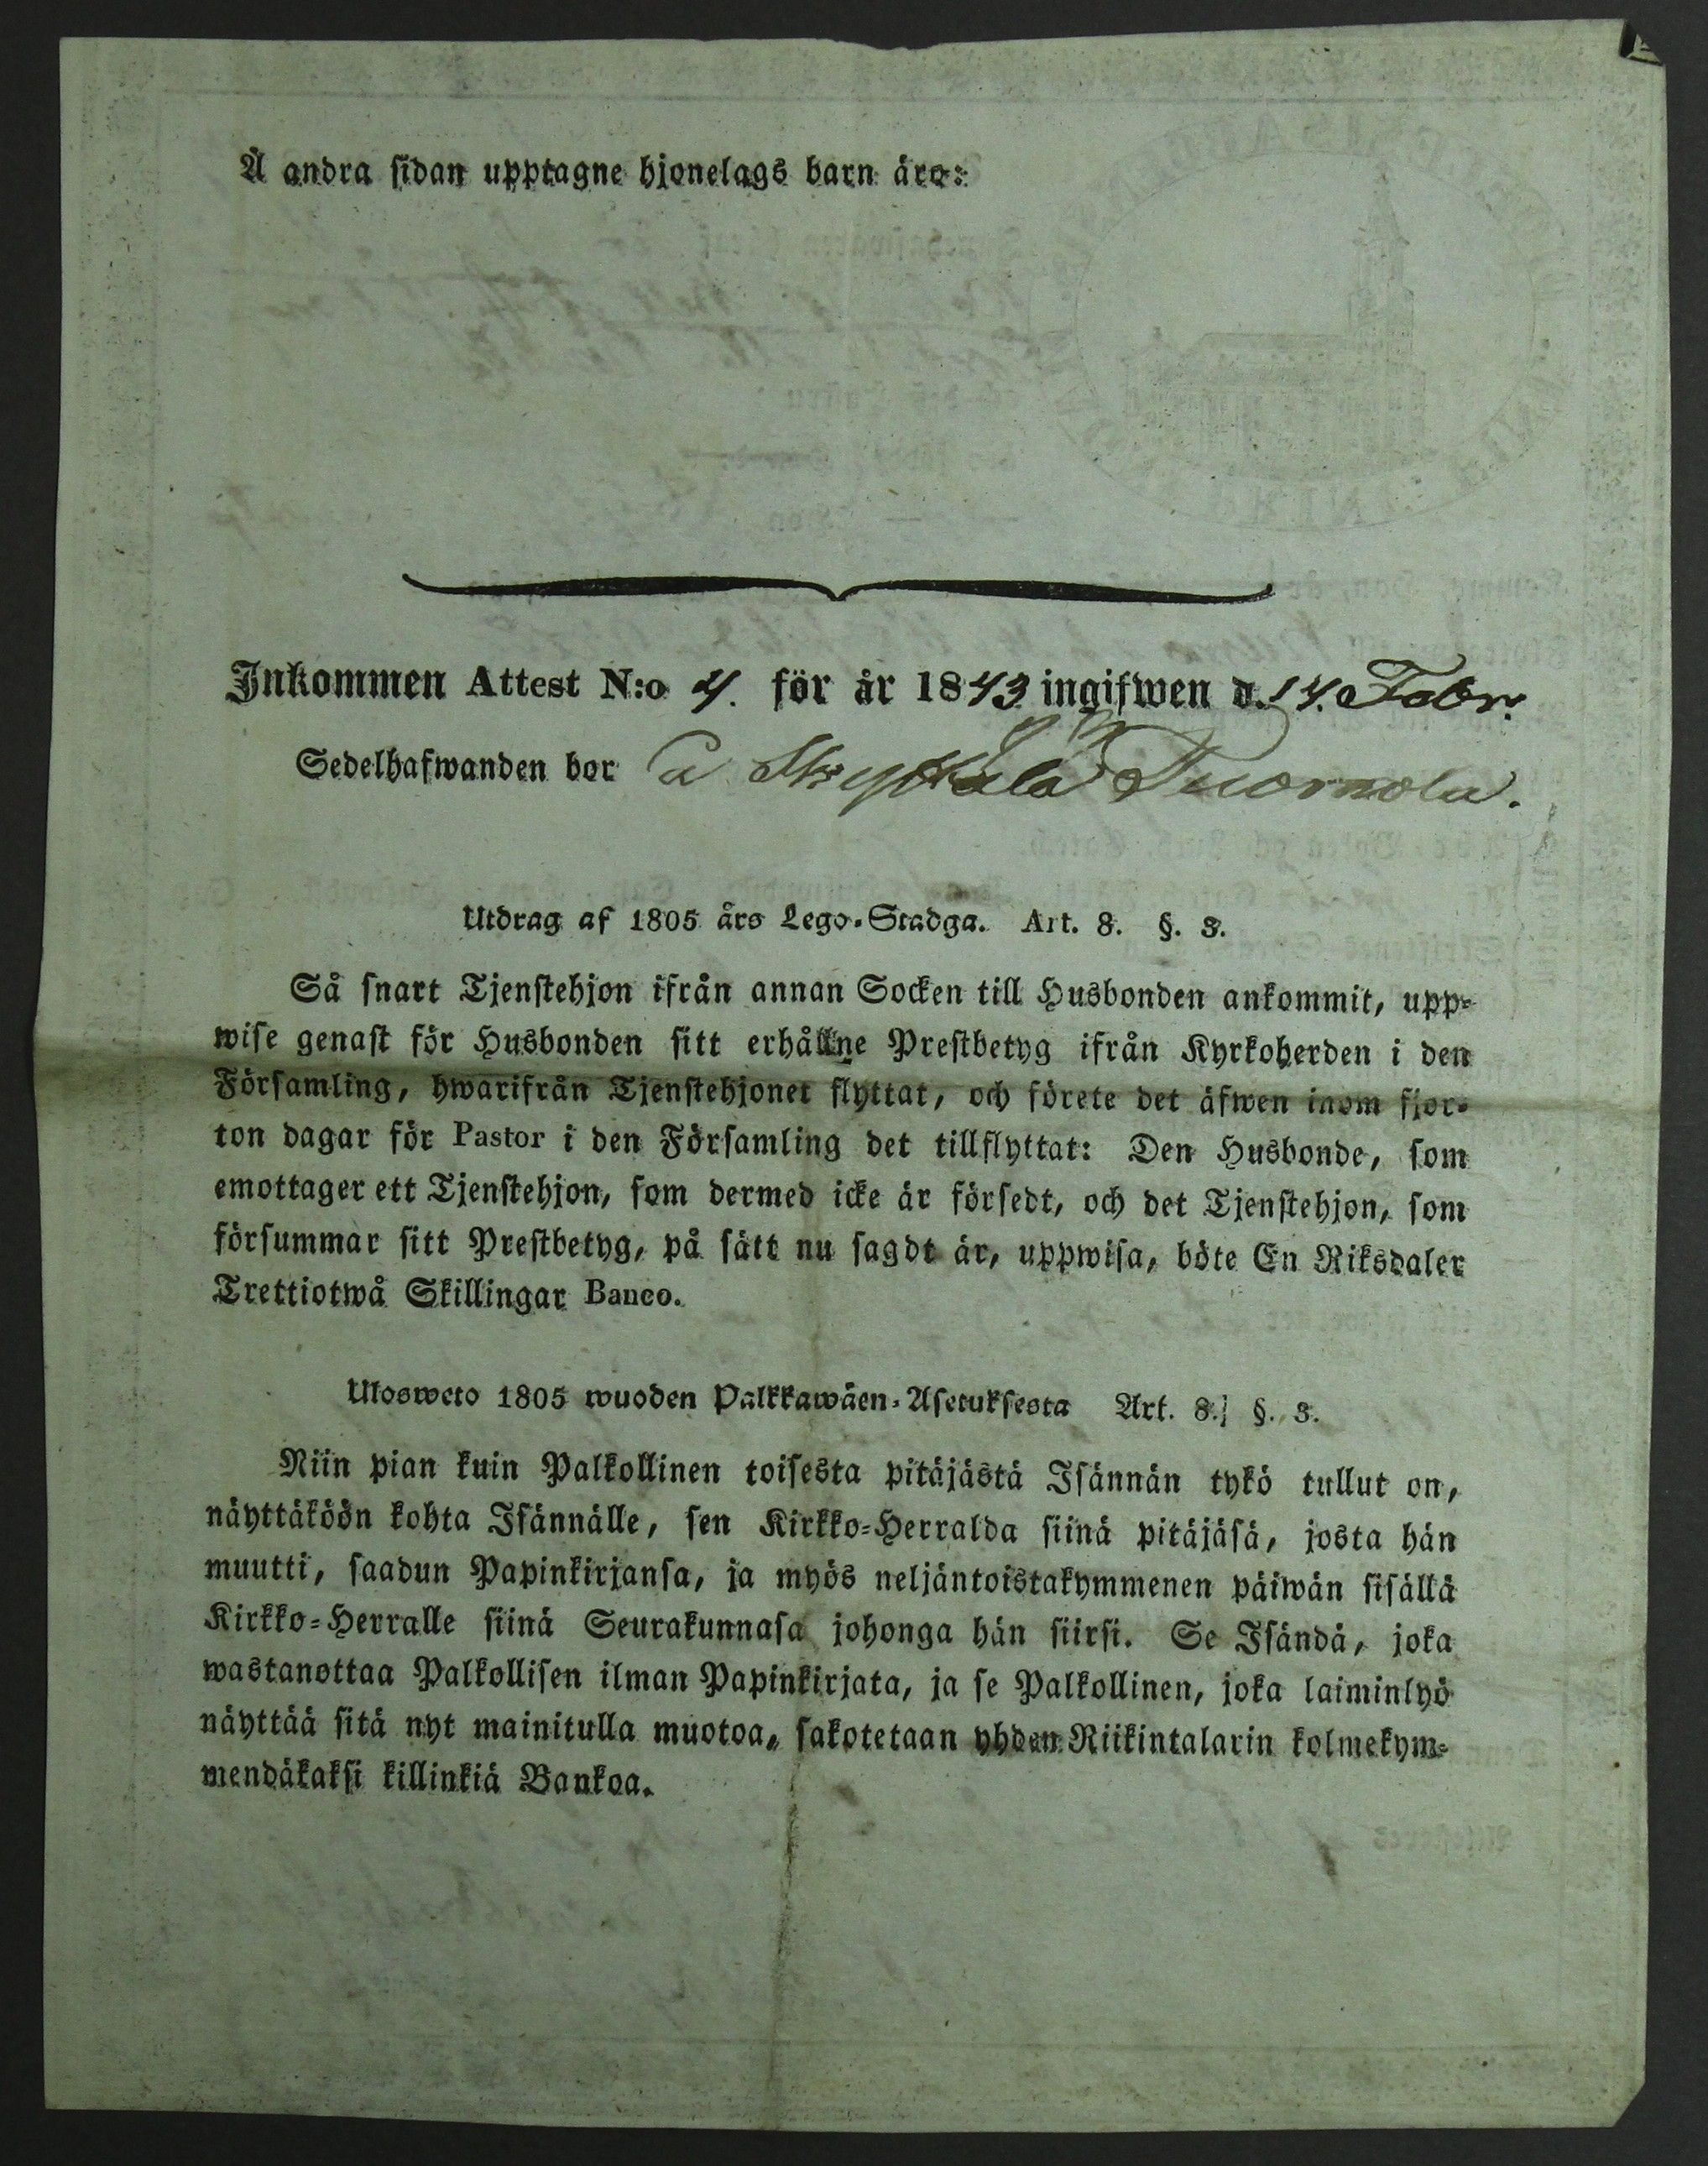 Å andra sidan upptagne hjonelags barn äro:
Inkommen Attest N:o 4. för år 1843 ingifwen d. 14. Febr.
Sedelhafwanden bor a Tuomola.
Utdrag af 1805 års Lego-Stadga. Art. 8. §. 3.
Så snart Tjenstehjon ifrån annan Socken till Husbonden ankommit, upp-
wise genast för Husbonden sitt erhållne Prestbetyg ifrån Kyrkoherden i den
Församling, hwarifrån Tjenstehjonet flyttat, och förete det äfwen inom fjor-
ton dagar för Pastor i den Församling det tillflyttat: Den Husbonde, som
emottager ett Tjenstehjon, som dermed icke är försedt, och det Tjenstehjon, som
försummar sitt Prestbetyg, på sätt nu sagdt är, uppwisa, böte En Riksdaler
Trettiotwå Skillingar Banco.
Ulosweto 1805 wuoden Palkkawäen-Asetuksesta Art. 8. §. 3.
Niin pian kuin Palkollinen toisesta pitäjästä Isännän tykö tullut on,
näyttäköön kohta Isännälle, sen Kirkko-Herralda siinä pitäjäsä, josta hän
muutti, saadun Papinkirjansa, ja myös neljäntoistakymmenen päiwän sisällä
Kirkko-Herralle siinä Seurakunnasa johonga hän siirsi. Se Isändä, joka
wastanottaa Palkollisen ilman Papinkirjata, ja se Palkollinen, joka laiminlyö
näyttää sitä nyt mainitulla muotoa, sakotetaan yhden Riikintalarin kolmekym-
mendäkaksi killinkiä Bankoa.